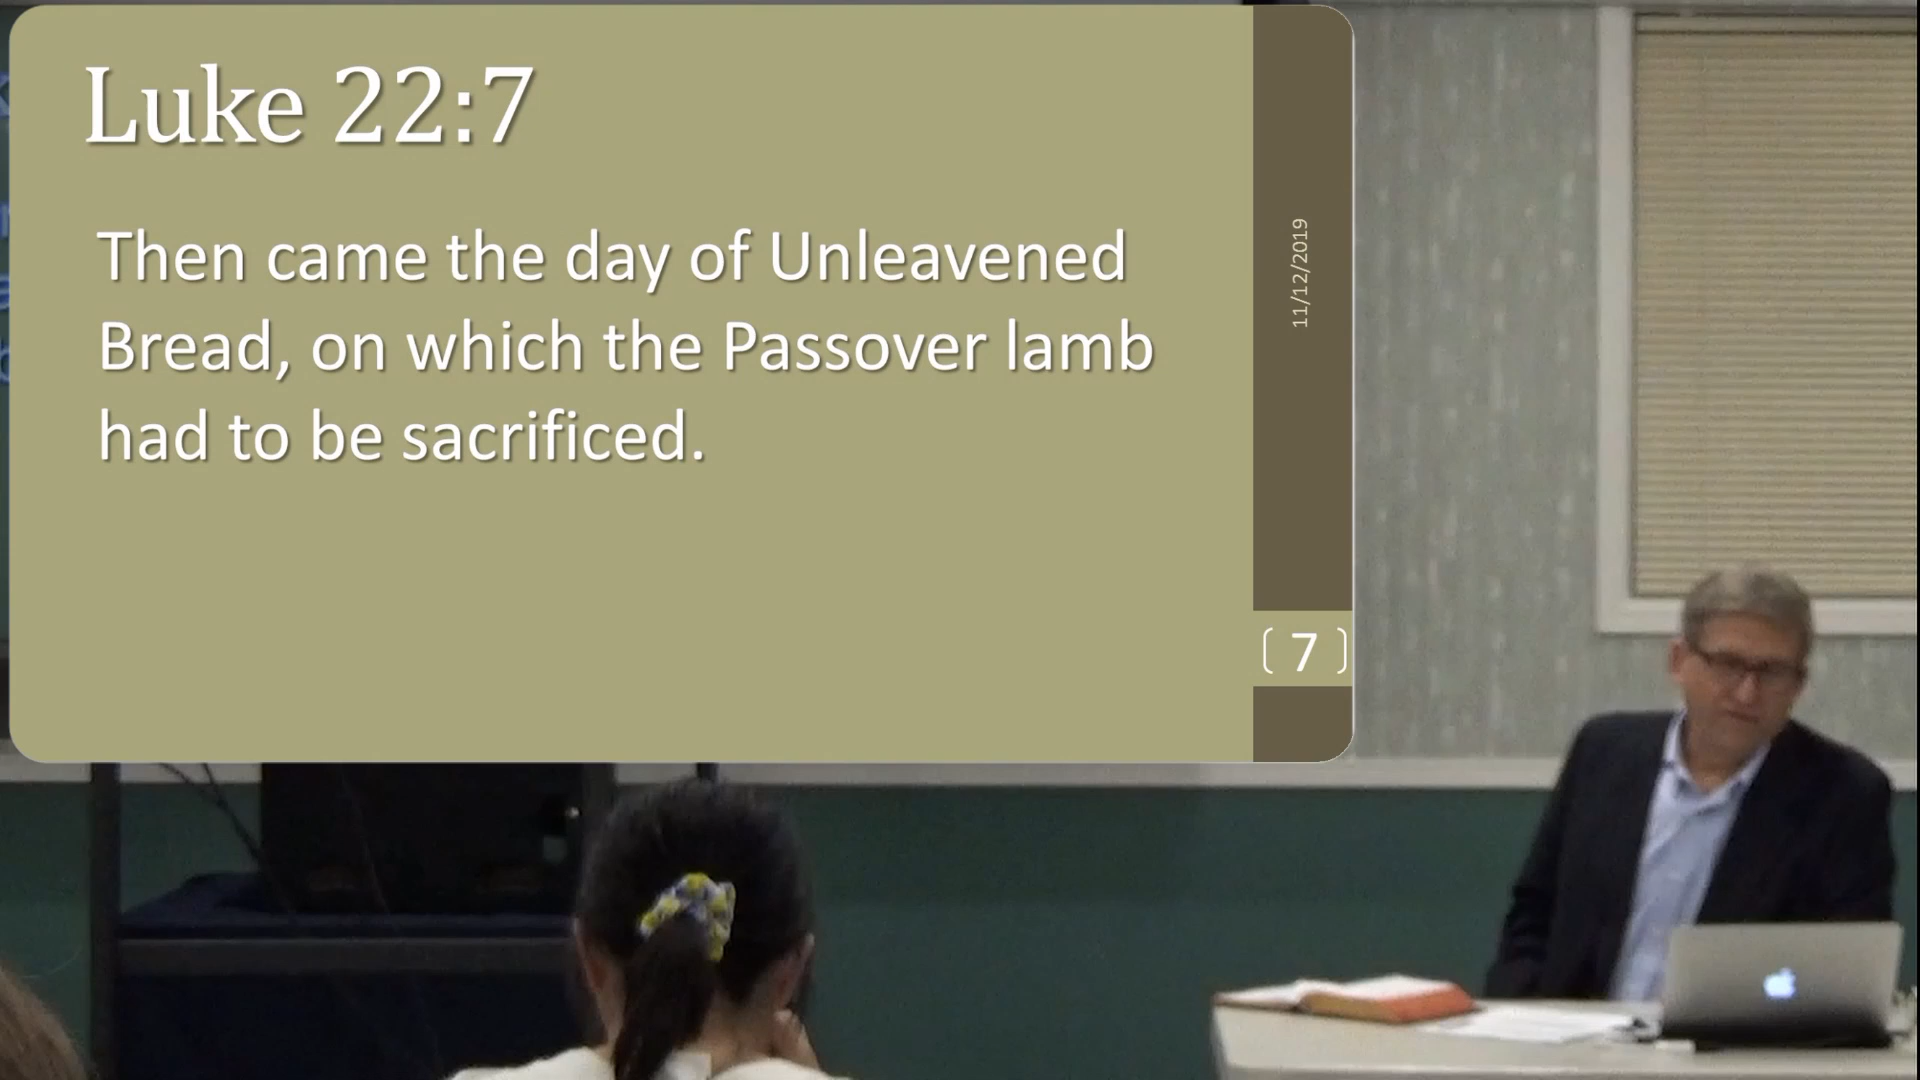 Luke 22:7
Then came the day of Unleavened
Bread, on which the Passover lamb
had to be sacrificed.
11/12/2019
7